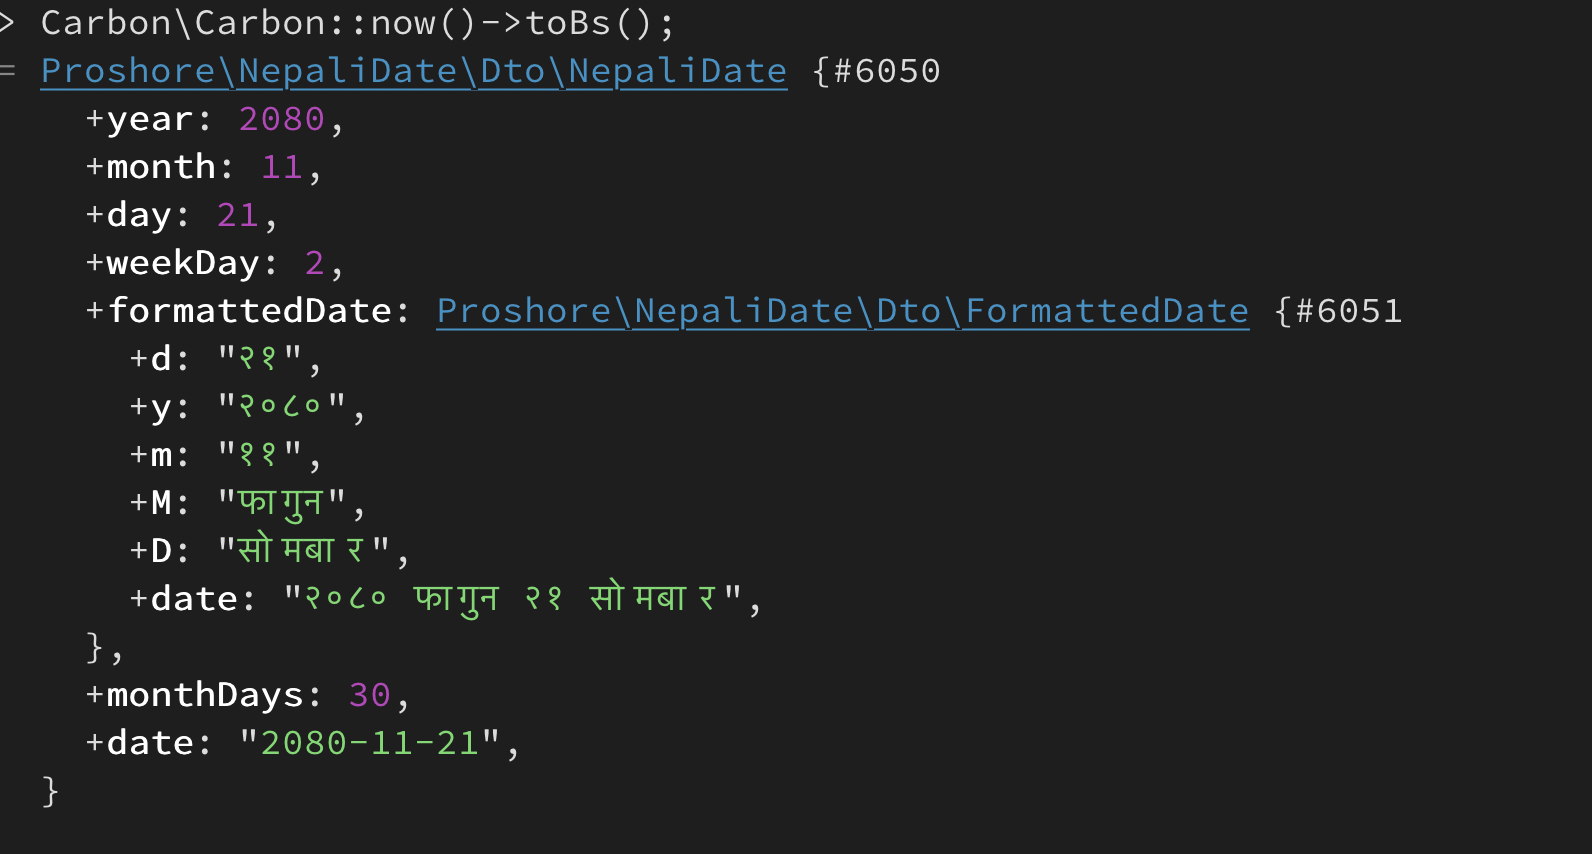 > Carbon\Carbon::now()->toBs();
= Proshore\NepaliDate\Dto\NepaliDate {#6050
+year: 2080,
+month: 11,
+day: 21,
+weekDay: 2,
+formattedDate: Proshore\NepaliDate\Dto\FormattedDate {#6051
+d: "२१",
+y: "२०८०",
+m: "११",
+M: "फागुन",
+D: "सोमबार",
+date: "२०८० फागुन २१ सोमबार",
},
+monthDays: 30,
+date: "2080-11-21",
}